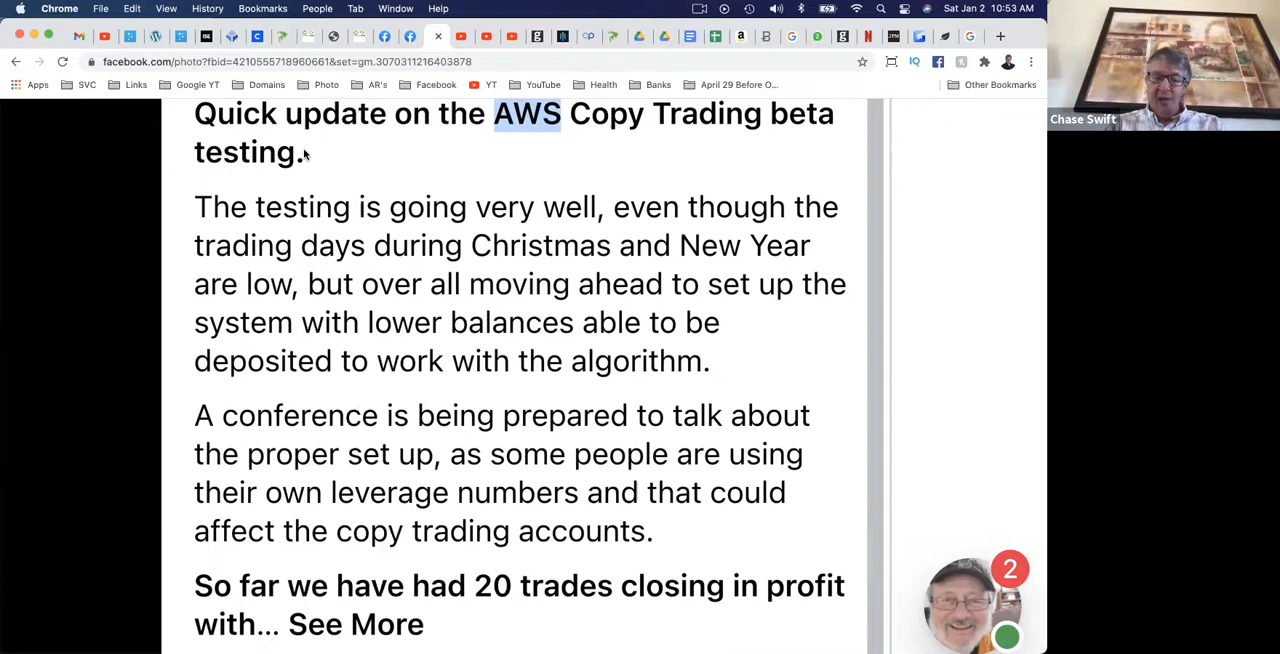 Chrome File Edit View History Bookmarks People Tab Window Help Sat Jan 2 10:53 AM
facebook.com/photo?fbid=4210555718960661&set=gm.3070311216403878
Apps SVC Links Google YT Domains Photo AR's Facebook YT YouTube Health Banks April 29 Before O... Other Bookmarks
Chase Swift
Quick update on the AWS Copy Trading beta
testing.
The testing is going very well, even though the
trading days during Christmas and New Year
are low, but over all moving ahead to set up the
system with lower balances able to be
deposited to work with the algorithm.
A conference is being prepared to talk about
the proper set up, as some people are using
their own leverage numbers and that could
affect the copy trading accounts.
So far we have had 20 trades closing in profit
with... See More
2